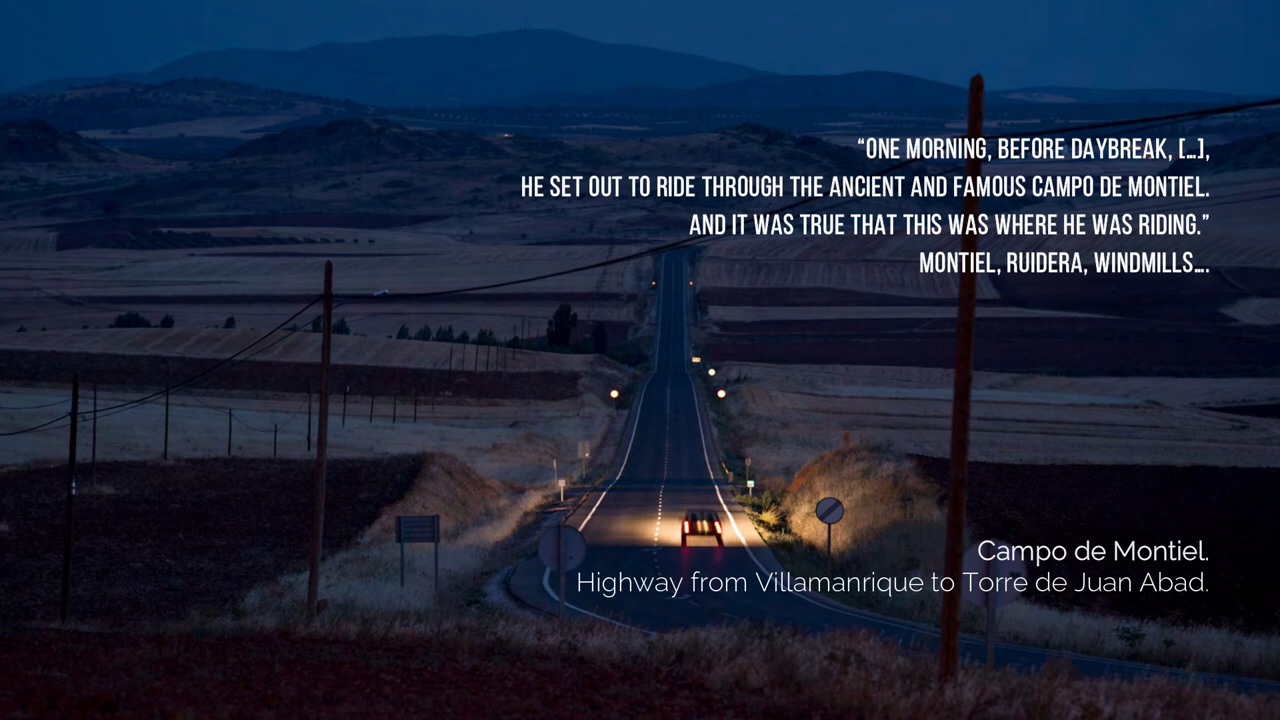 “ONE MORNING, BEFORE DAYBREAK, [...],
HE SET OUT TO RIDE THROUGH THE ANCIENT AND FAMOUS CAMPO DE MONTIEL.
AND IT WAS TRUE THAT THIS WAS WHERE HE WAS RIDING.”
MONTIEL, RUIDERA, WINDMILLS....
Campo de Montiel.
Highway from Villamanrique to Torre de Juan Abad.